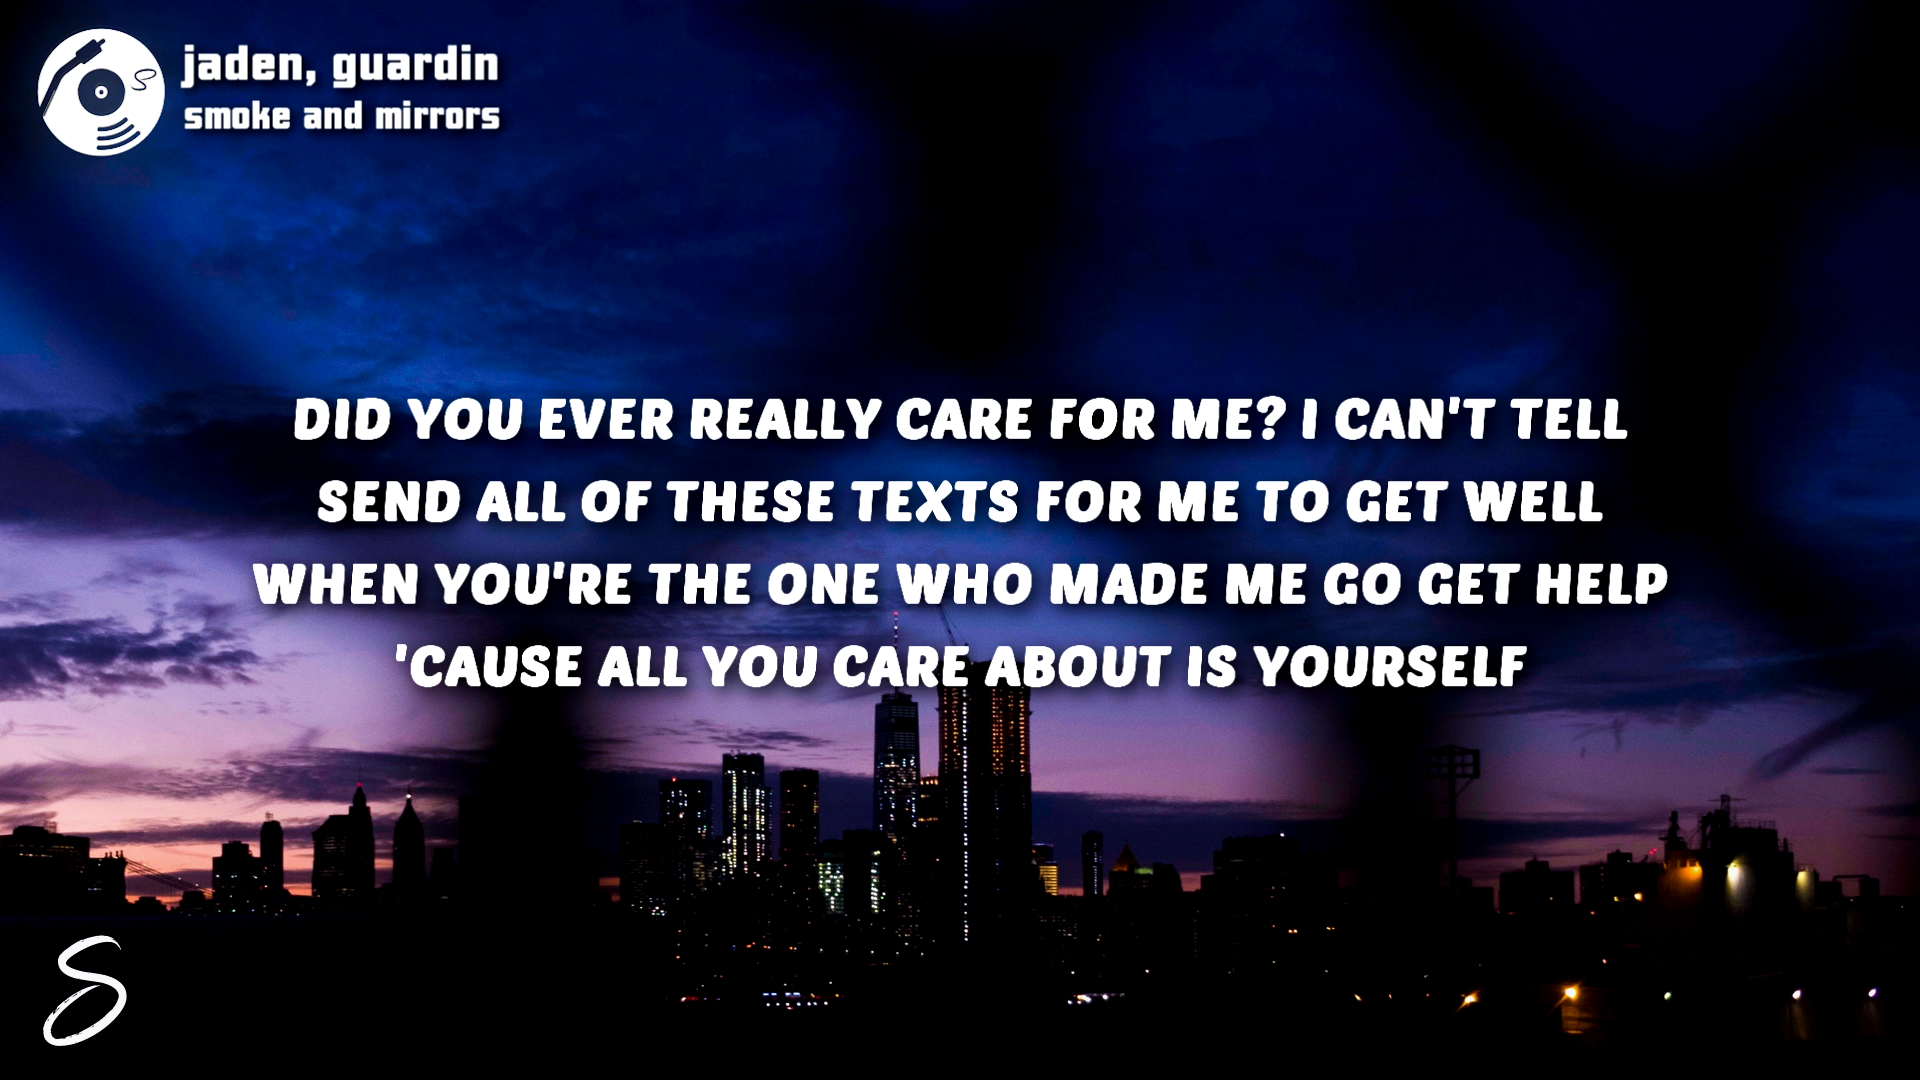 jaden, guardin
smoke and mirrors
DID YOU EVER REALLY CARE FOR ME? I CAN'T TELL
SEND ALL OF THESE TEXTS FOR ME TO GET WELL
WHEN YOU'RE THE ONE WHO MADE ME GO GET HELP
'CAUSE ALL YOU CARE ABOUT IS YOURSELF
S